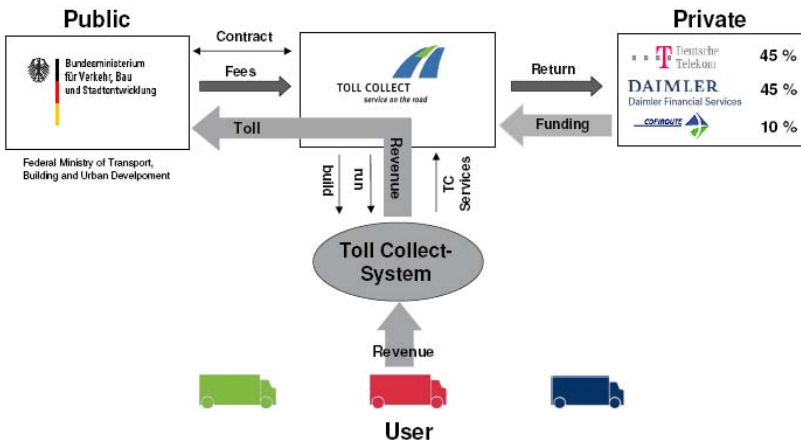 Public
Private
Bundesministerium
für Verkehr, Bau
und Stadtentwicklung
Contract
Fees
Toll
TOLL COLLECT
service on the road
Return
Funding
Deutsche
Telekom
45 %
DAIMLER
Daimler Financial Services
45 %
COFIROUTE
10 %
Federal Ministry of Transport,
Building and Urban Develpoment
build
run
Revenue
TC
Services
Toll Collect-
System
Revenue
User